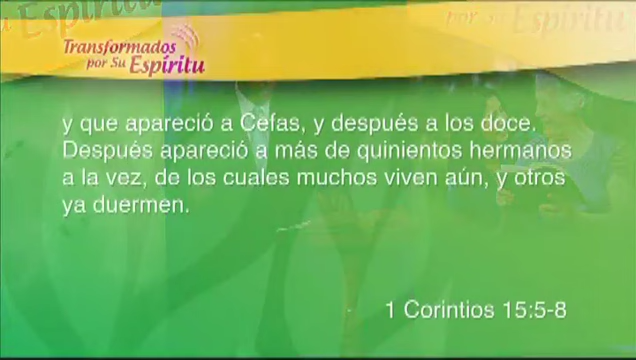 Espíritu
por Su Espíritu
Transformados
por Su Espíritu
y que apareció a Cefas, y después a los doce.
Después apareció a más de quinientos hermanos
a la vez, de los cuales muchos viven aún, y otros
ya duermen.
1 Corintios 15:5-8